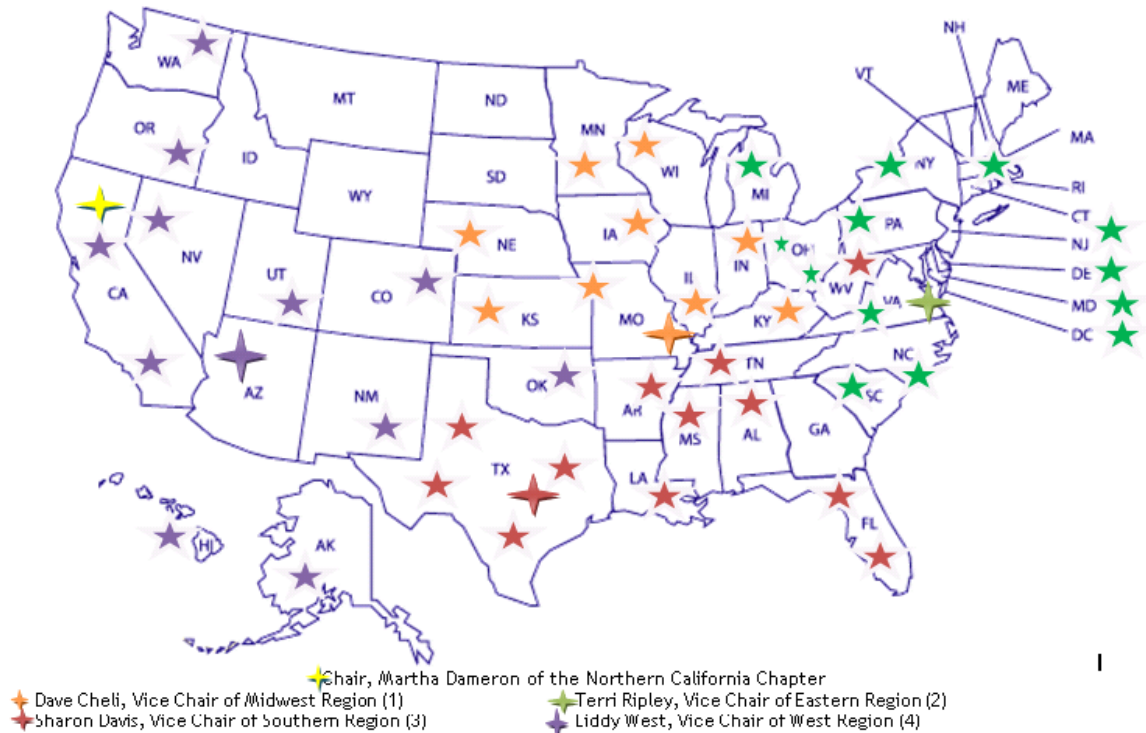 NH
WA
VT
ME
MT
ND
MN
OR
MA
ID
WI
NY
SD
MI
WY
RI
CT
PA
IA
NE
NJ
NV
OH
IN
UT
DE
IL
CO
WV
CA
VA
MD
KS
MO
KY
DC
NC
TN
OK
AZ
NM
AR
SC
GA
MS
AL
TX
LA
FL
HI
AK
Chair, Martha Dameron of the Northern California Chapter
Dave Cheli, Vice Chair of Midwest Region (1)
Terri Ripley, Vice Chair of Eastern Region (2)
Sharon Davis, Vice Chair of Southern Region (3)
Liddy West, Vice Chair of West Region (4)